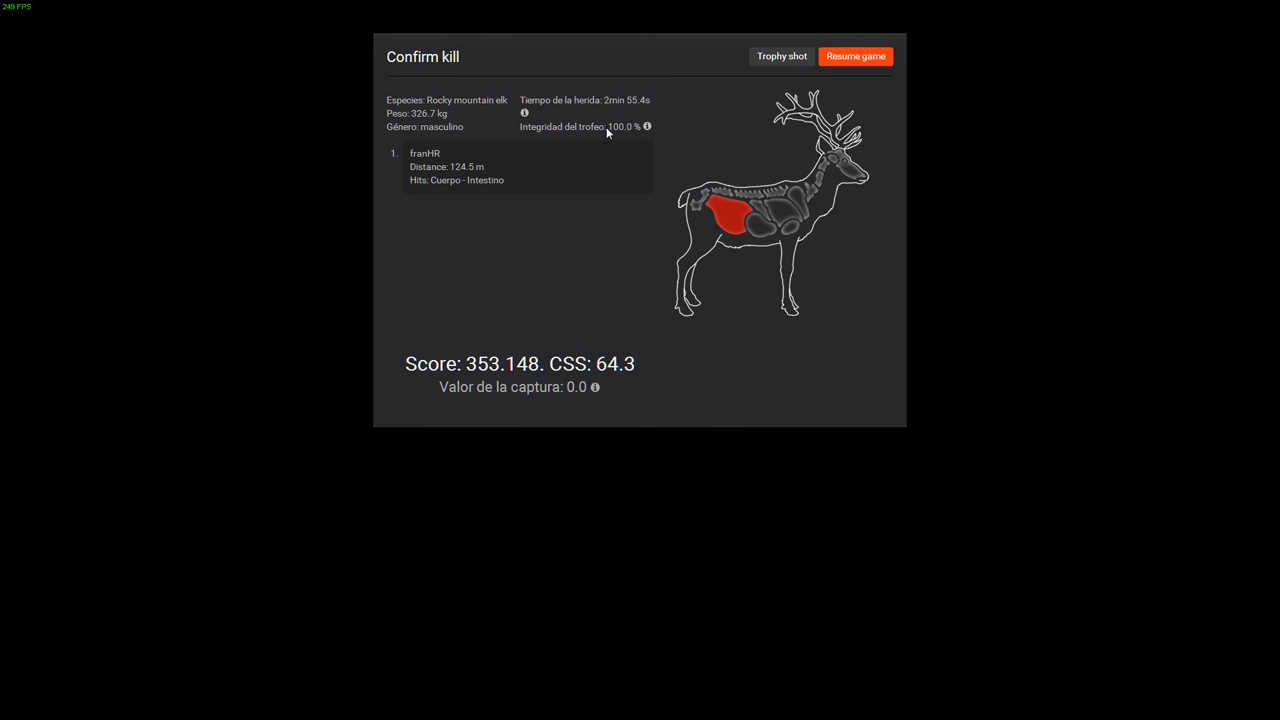 249 FPS
Confirm kill
Trophy shot
Resume game
Especies: Rocky mountain elk
Peso: 326.7 kg
Género: masculino
Tiempo de la herida: 2min 55.4s
Integridad del trofeo: 100.0 %
1. franHR
Distance: 124.5 m
Hits: Cuerpo - Intestino
Score: 353.148. CSS: 64.3
Valor de la captura: 0.0